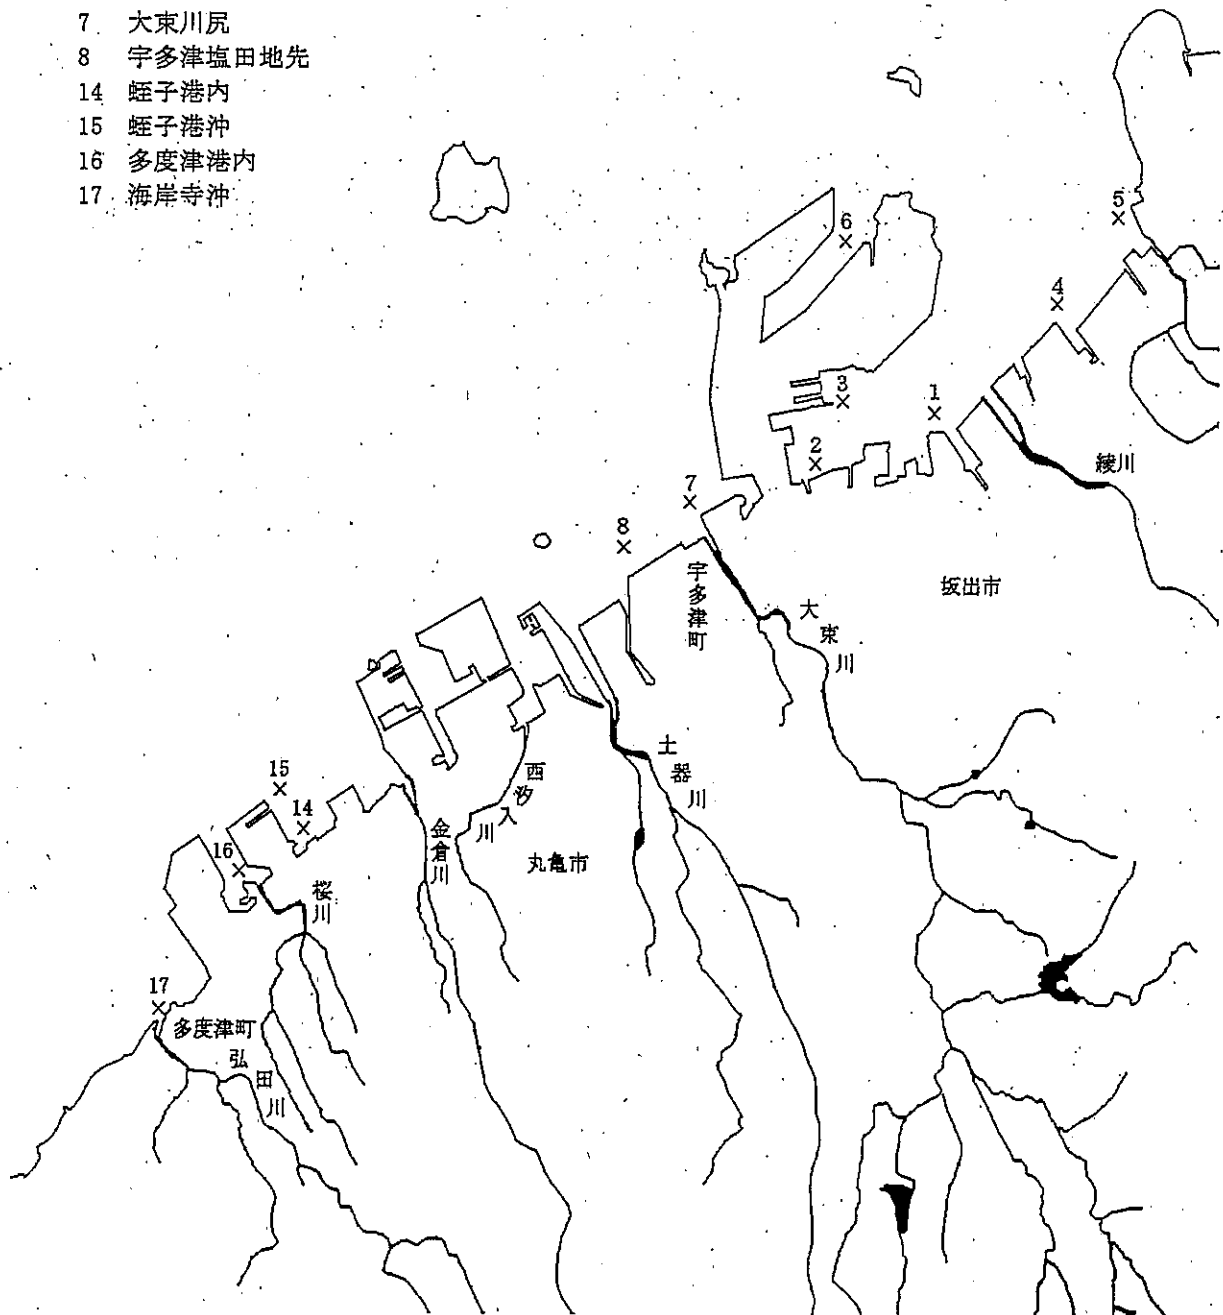 7 大束川尻
8 宇多津塩田地先
14 蛭子港内
15 蛭子港沖
16 多度津港内
17 海岸寺沖
5
6
4
3
1
2
綾川
7
8
宇多津町
坂出市
大束川
土器川
西汐入川
15
14
金倉川
丸亀市
16
桜川
17
多度津町
弘田川